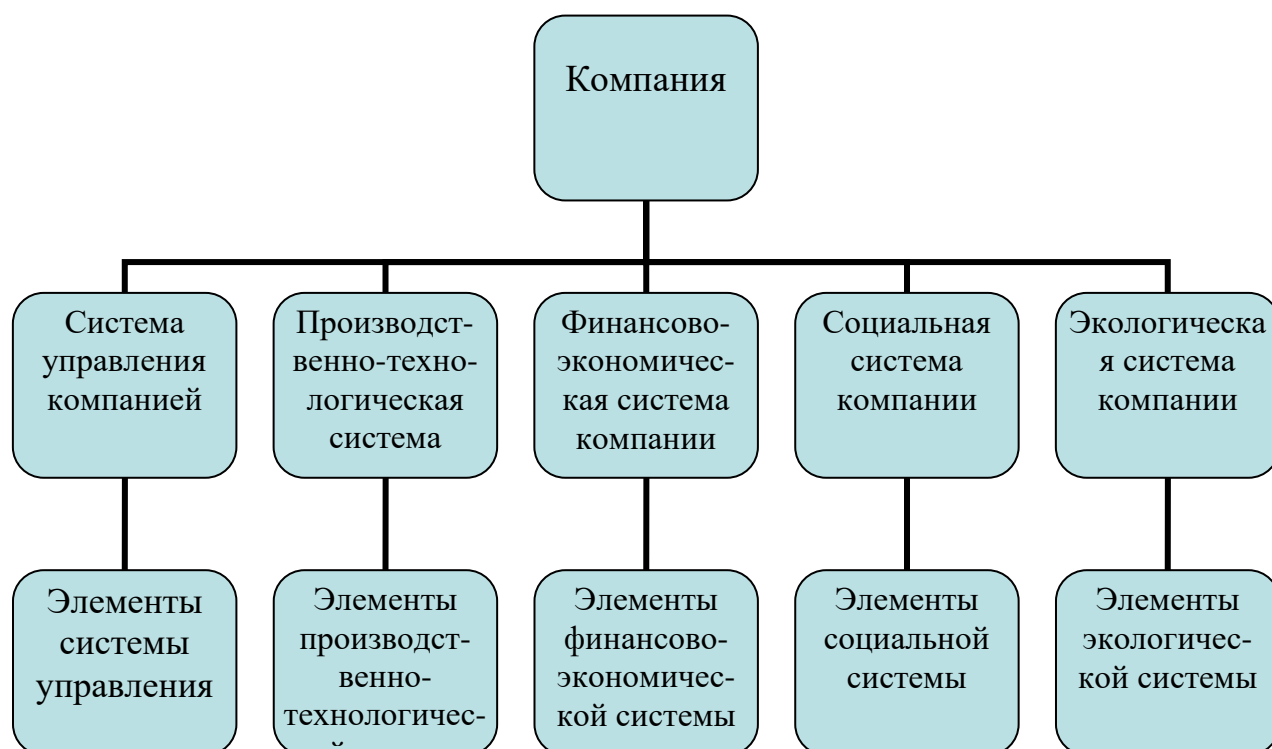 Компания
Система
управления
компанией
Производст-
венно-техно-
логическая
система
Финансово-
экономичес-
кая система
компании
Социальная
система
компании
Экологическа
я система
компании
Элементы
системы
управления
Элементы
производст-
венно-
технологичес-
Элементы
финансово-
экономичес-
кой системы
Элементы
социальной
системы
Элементы
экологичес-
кой системы